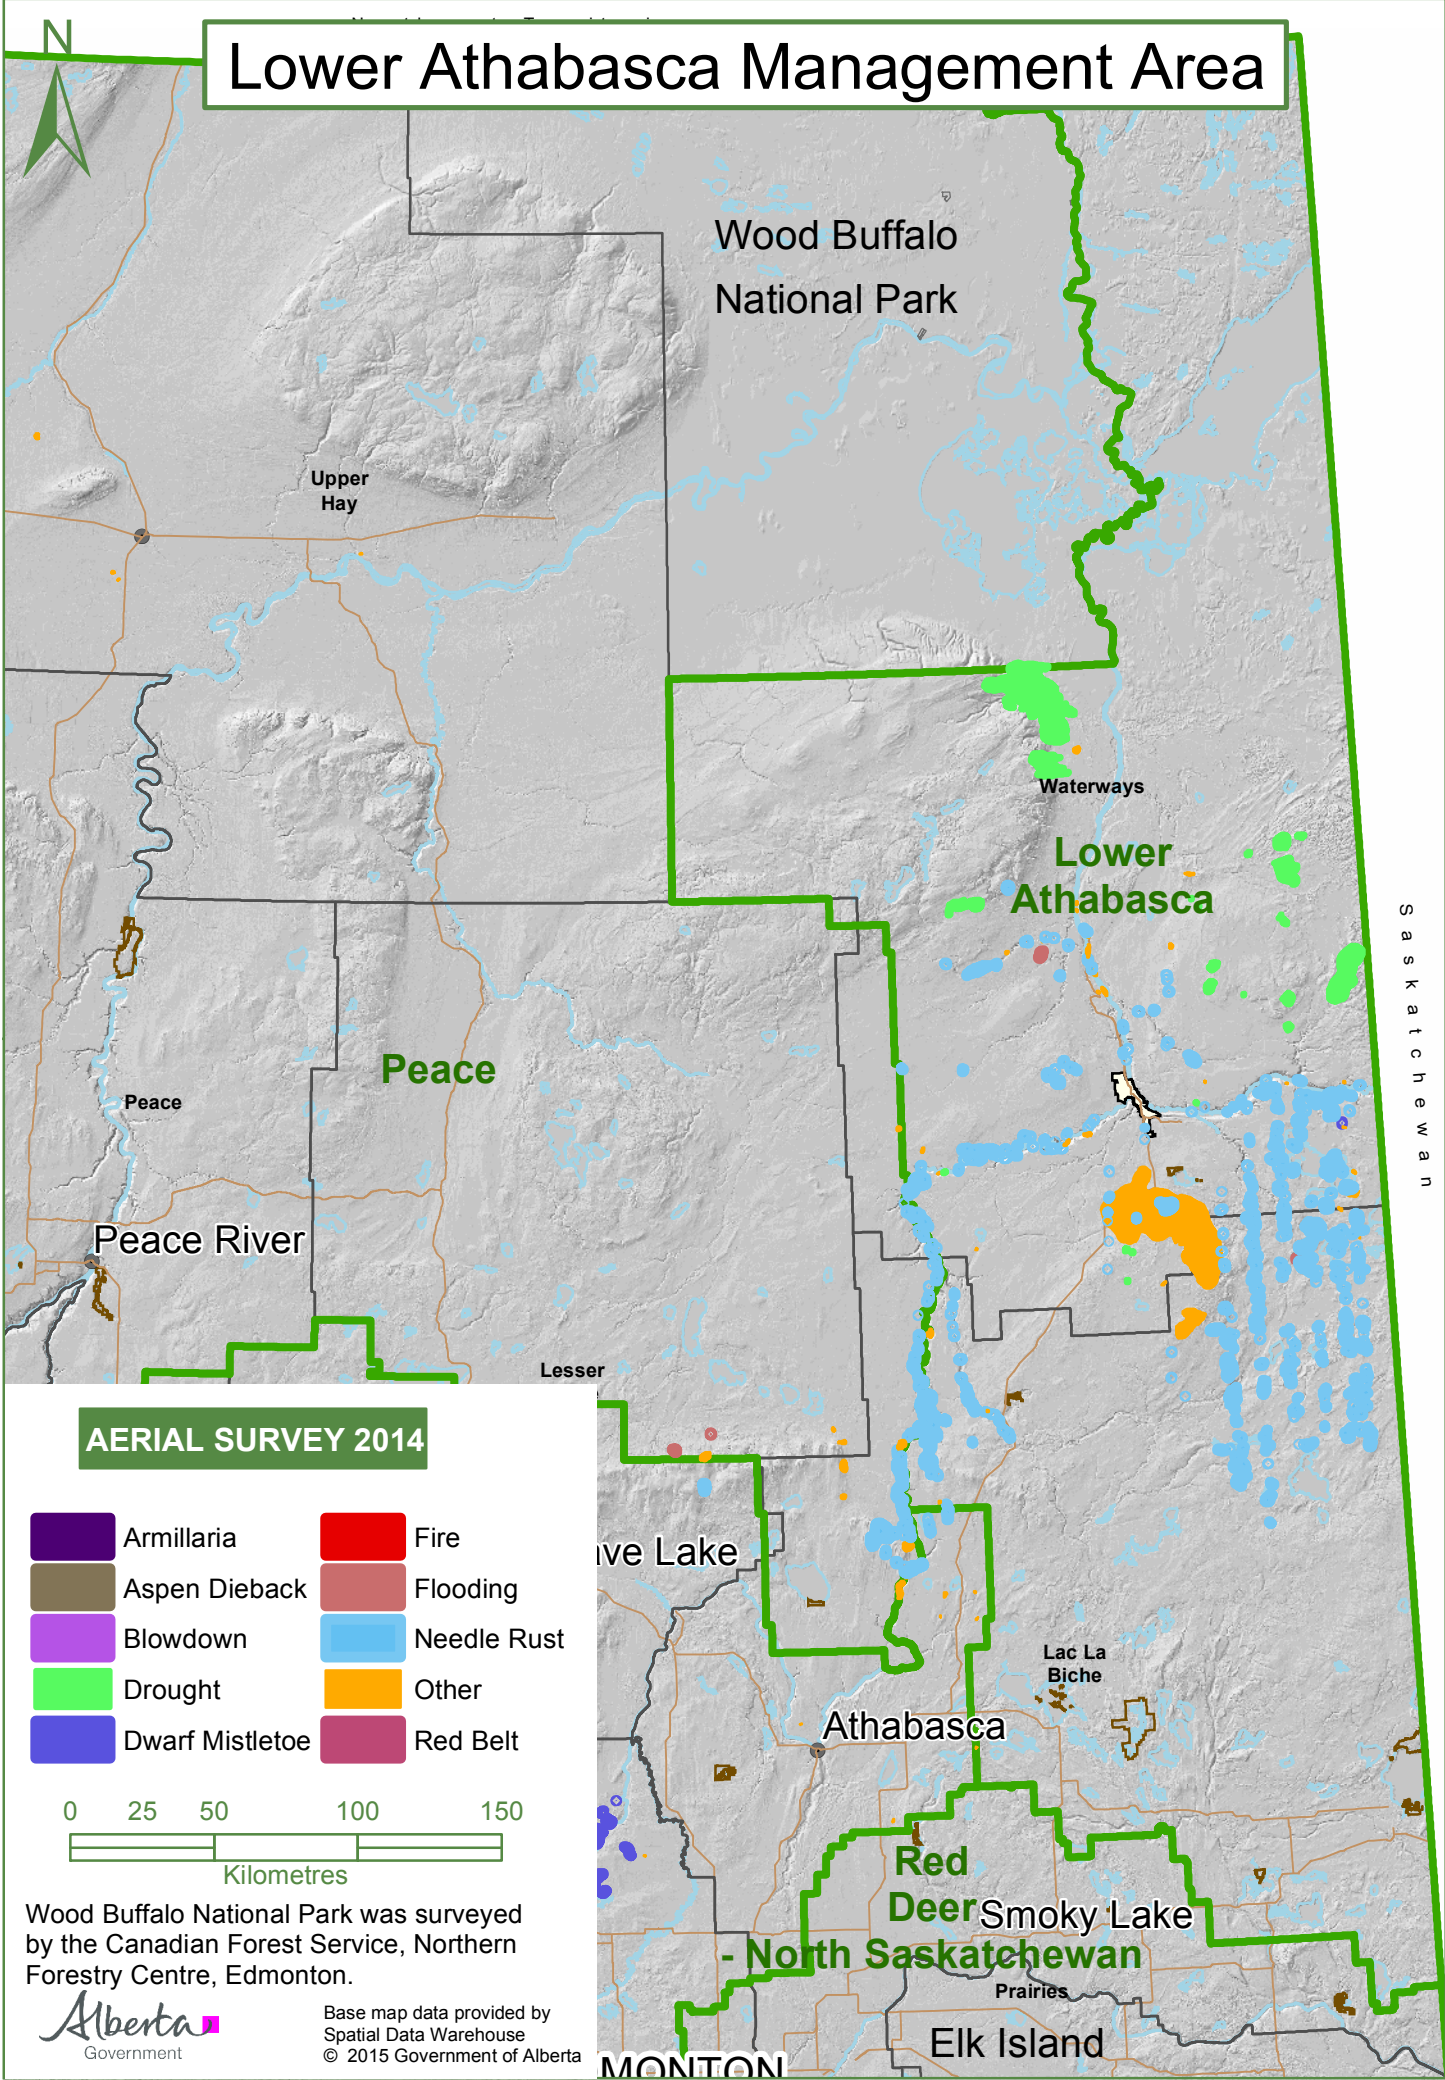 N
Lower Athabasca Management Area
Wood Buffalo
National Park
Upper
Hay
Waterways
Lower
Athabasca
Saskatchewan
Peace
Peace
Peace River
Lesser
AERIAL SURVEY 2014
Armillaria
Fire
Aspen Dieback
Flooding
Blowdown
Needle Rust
Drought
Other
Dwarf Mistletoe
Red Belt
0 25 50 100 150
Kilometres
Wood Buffalo National Park was surveyed
by the Canadian Forest Service, Northern
Forestry Centre, Edmonton.
Alberta
Government
Base map data provided by
Spatial Data Warehouse
© 2015 Government of Alberta
ave Lake
Lac La
Biche
Athabasca
Red
Deer
- North Saskatchewan
Smoky Lake
Prairies
Elk Island
MONTON